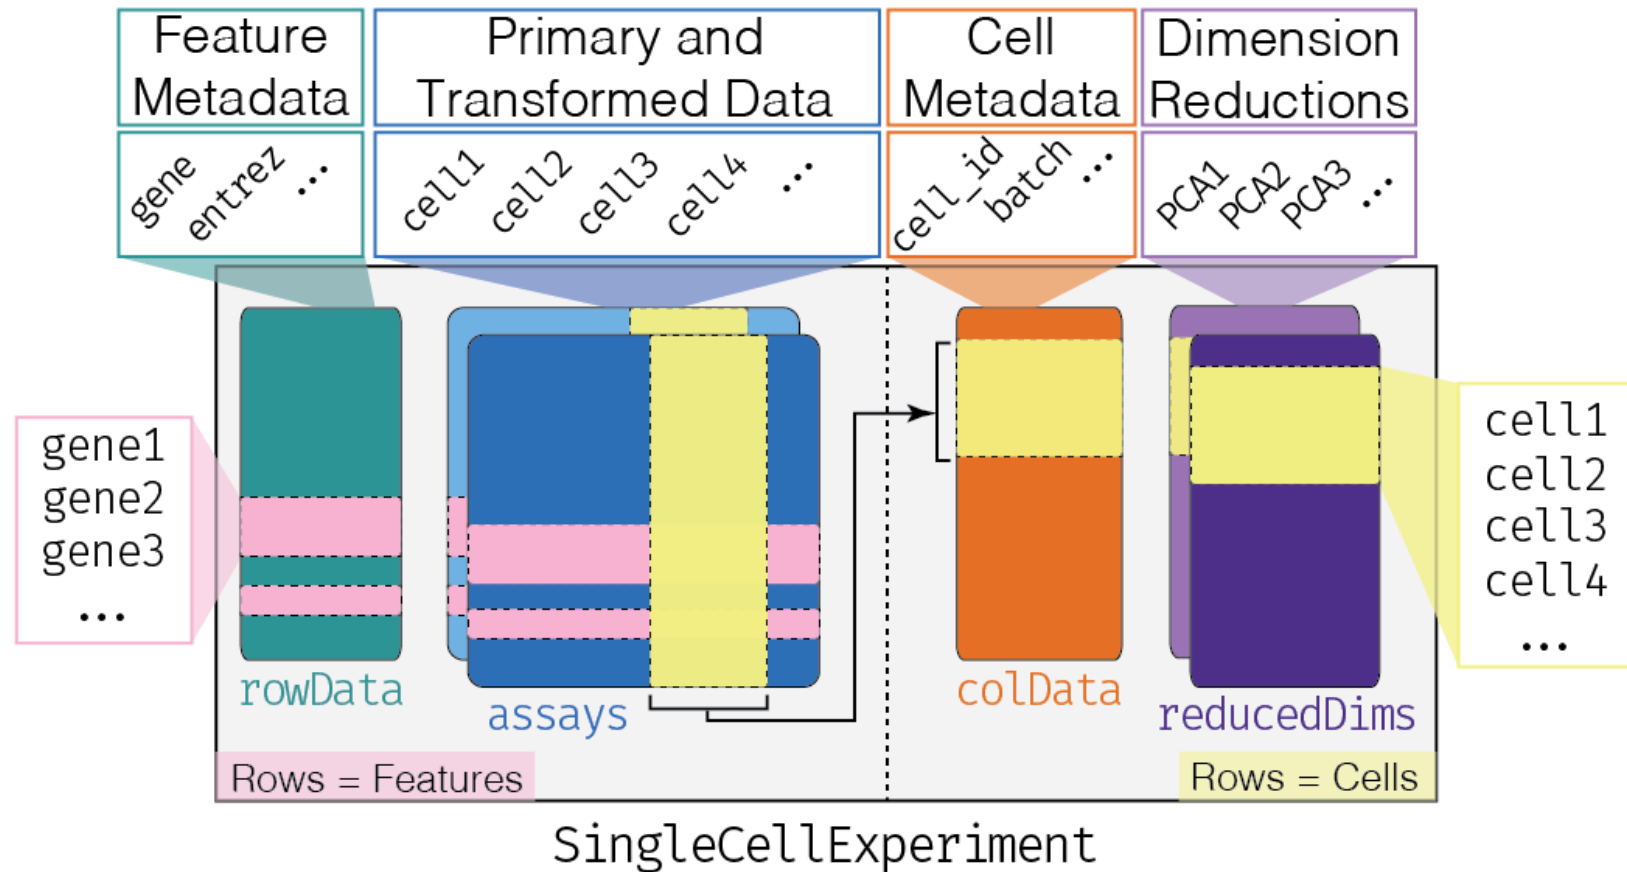 Feature
Metadata
Primary and
Transformed Data
Cell
Metadata
Dimension
Reductions
gene
entrez
...
cell1
cell2
cell3
cell4
...
cell_id
batch
...
PCA1
PCA2
PCA3
...
gene1
gene2
gene3
...
cell1
cell2
cell3
cell4
...
rowData
assays
colData
reducedDims
Rows = Features
Rows = Cells
SingleCellExperiment